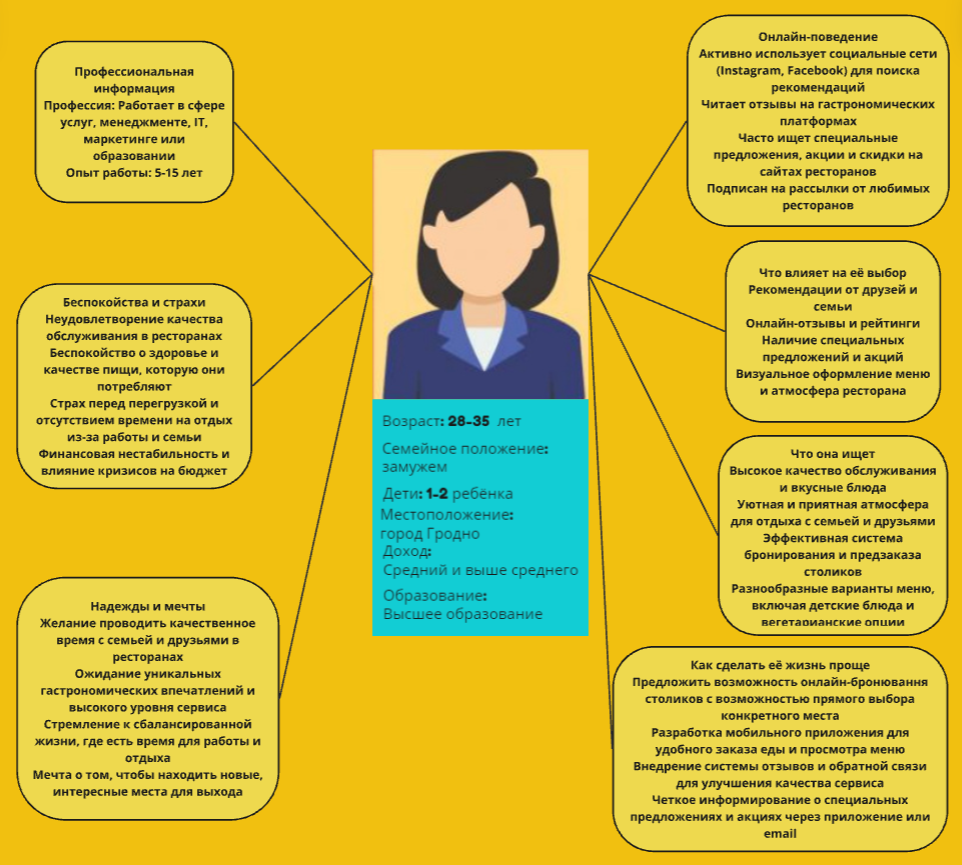 Профессиональная
информация
Профессия: Работает в сфере
услуг, менеджменте, IT,
маркетинге или
образовании
Опыт работы: 5-15 лет
Беспокойства и страхи
Неудовлетворение качества
обслуживания в ресторанах
Беспокойство о здоровье и
качестве пищи, которую они
потребляют
Страх перед перегрузкой и
отсутствием времени на отдых
из-за работы и семьи
Финансовая нестабильность и
влияние кризисов на бюджет
Надежды и мечты
Желание проводить качественное
время с семьей и друзьями в
ресторанах
Ожидание уникальных
гастрономических впечатлений и
высокого уровня сервиса
Стремление к сбалансированной
жизни, где есть время для работы и
отдыха
Мечта о том, чтобы находить новые,
интересные места для выхода
Возраст: 28-35 лет
Семейное положение:
замужем
Дети: 1-2 ребёнка
Местоположение:
город Гродно
Доход:
Средний и выше среднего
Образование:
Высшее образование
Онлайн-поведение
Активно использует социальные сети
(Instagram, Facebook) для поиска
рекомендаций
Читает отзывы на гастрономических
платформах
Часто ищет специальные
предложения, акции и скидки на
сайтах ресторанов
Подписан на рассылки от любимых
ресторанов
Что влияет на её выбор
Рекомендации от друзей и
семьи
Онлайн-отзывы и рейтинги
Наличие специальных
предложений и акций
Визуальное оформление меню
и атмосфера ресторана
Что она ищет
Высокое качество обслуживания
и вкусные блюда
Уютная и приятная атмосфера
для отдыха с семьей и друзьями
Эффективная система
бронирования и предзаказа
столиков
Разнообразные варианты меню,
включая детские блюда и
вегетарианские опции
Как сделать её жизнь проще
Предложить возможность онлайн-бронювання
столиков с возможностью прямого выбора
конкретного места
Разработка мобильного приложения для
удобного заказа еды и просмотра меню
Внедрение системы отзывов и обратной связи
для улучшения качества сервиса
Четкое информирование о специальных
предложениях и акциях через приложение или
email